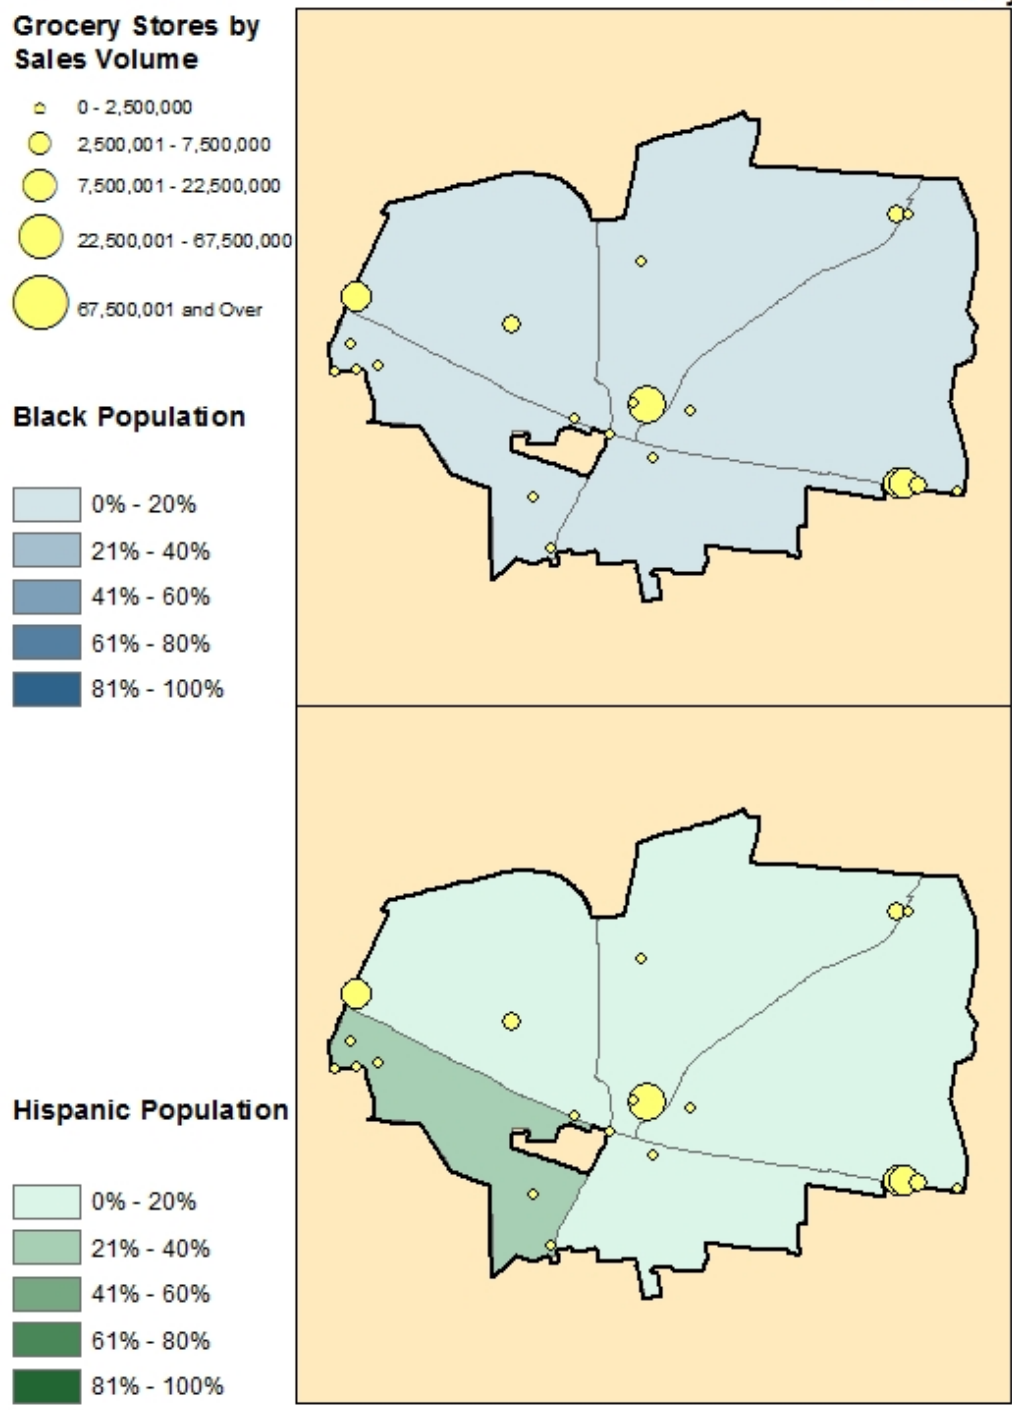 Grocery Stores by
Sales Volume
0 - 2,500,000
2,500,001 - 7,500,000
7,500,001 - 22,500,000
22,500,001 - 67,500,000
67,500,001 and Over
Black Population
0% - 20%
21% - 40%
41% - 60%
61% - 80%
81% - 100%
Hispanic Population
0% - 20%
21% - 40%
41% - 60%
61% - 80%
81% - 100%